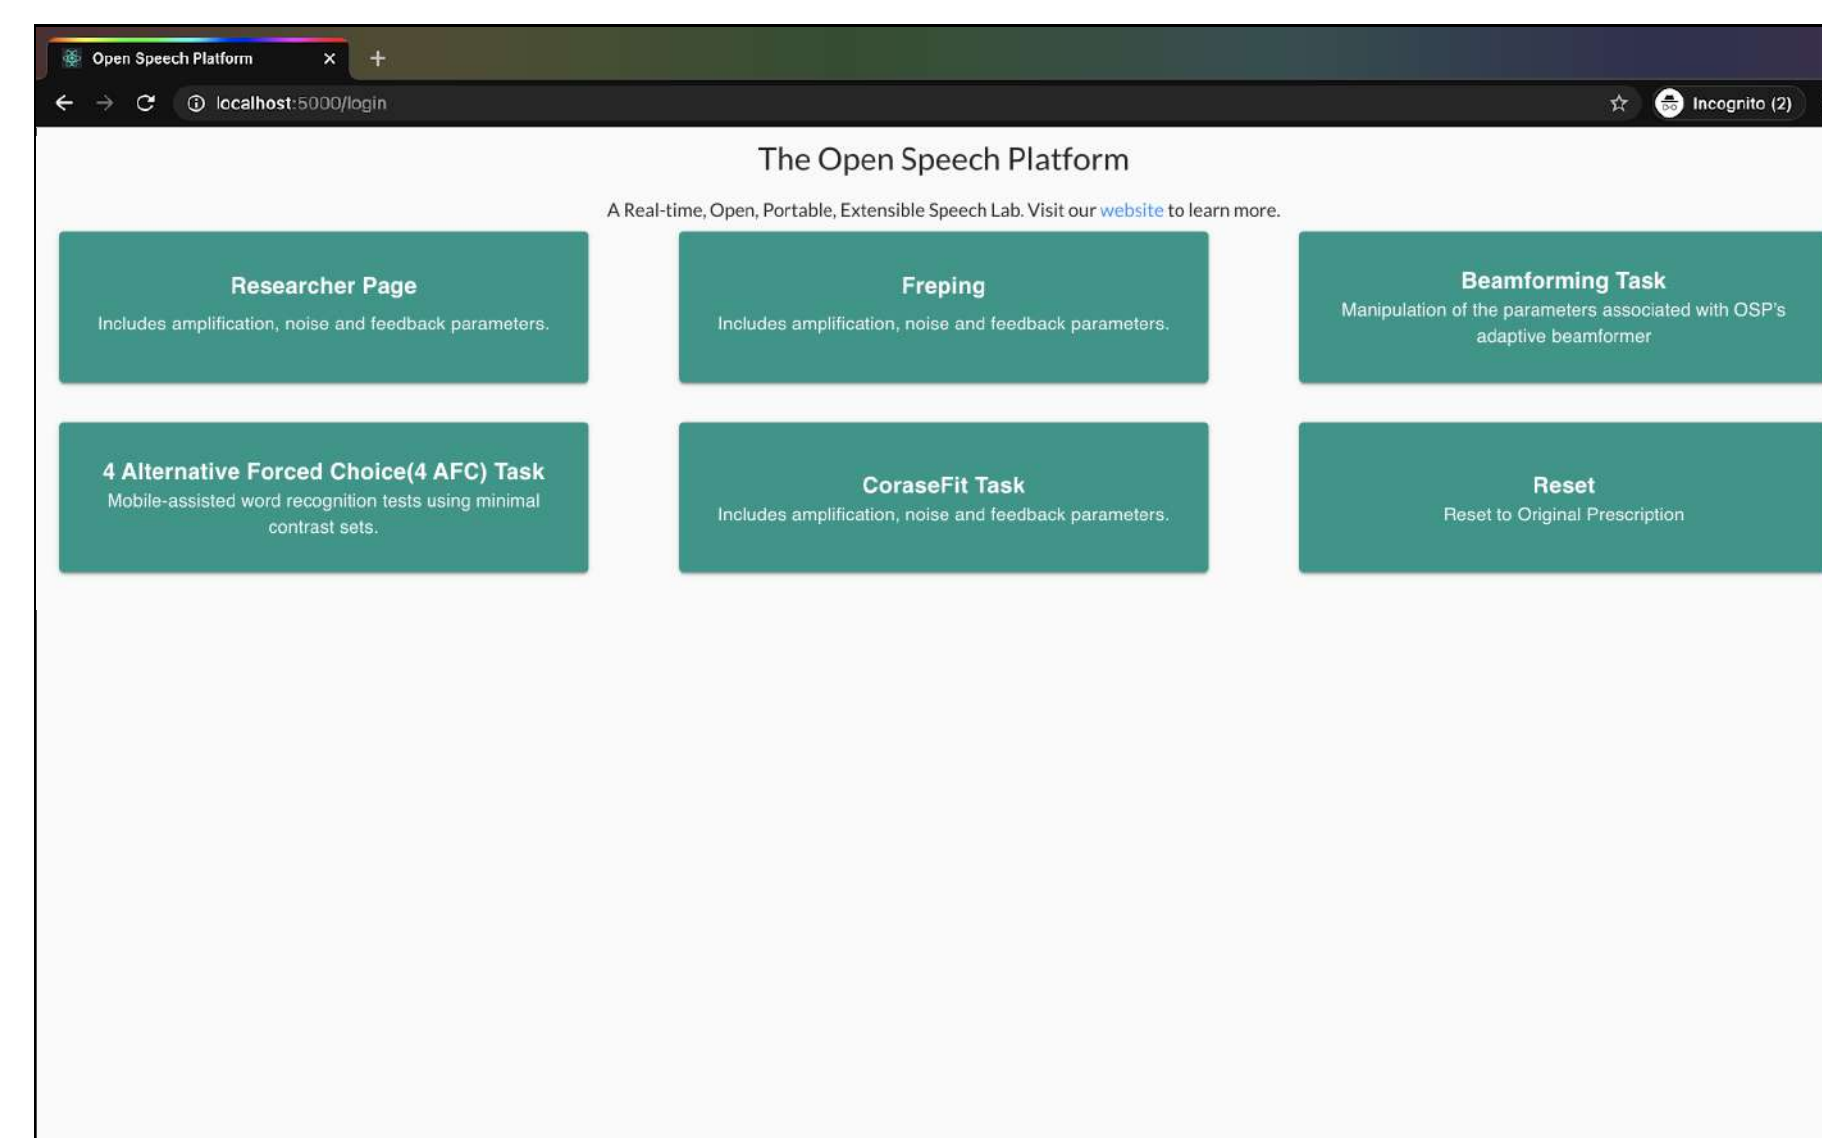 Open Speech Platform
localhost:5000/login
Incognito (2)
The Open Speech Platform
A Real-time, Open, Portable, Extensible Speech Lab. Visit our website to learn more.
Researcher Page
Includes amplification, noise and feedback parameters.
Freping
Includes amplification, noise and feedback parameters.
Beamforming Task
Manipulation of the parameters associated with OSP's
adaptive beamformer
4 Alternative Forced Choice(4 AFC) Task
Mobile-assisted word recognition tests using minimal
contrast sets.
CoraseFit Task
Includes amplification, noise and feedback parameters.
Reset
Reset to Original Prescription